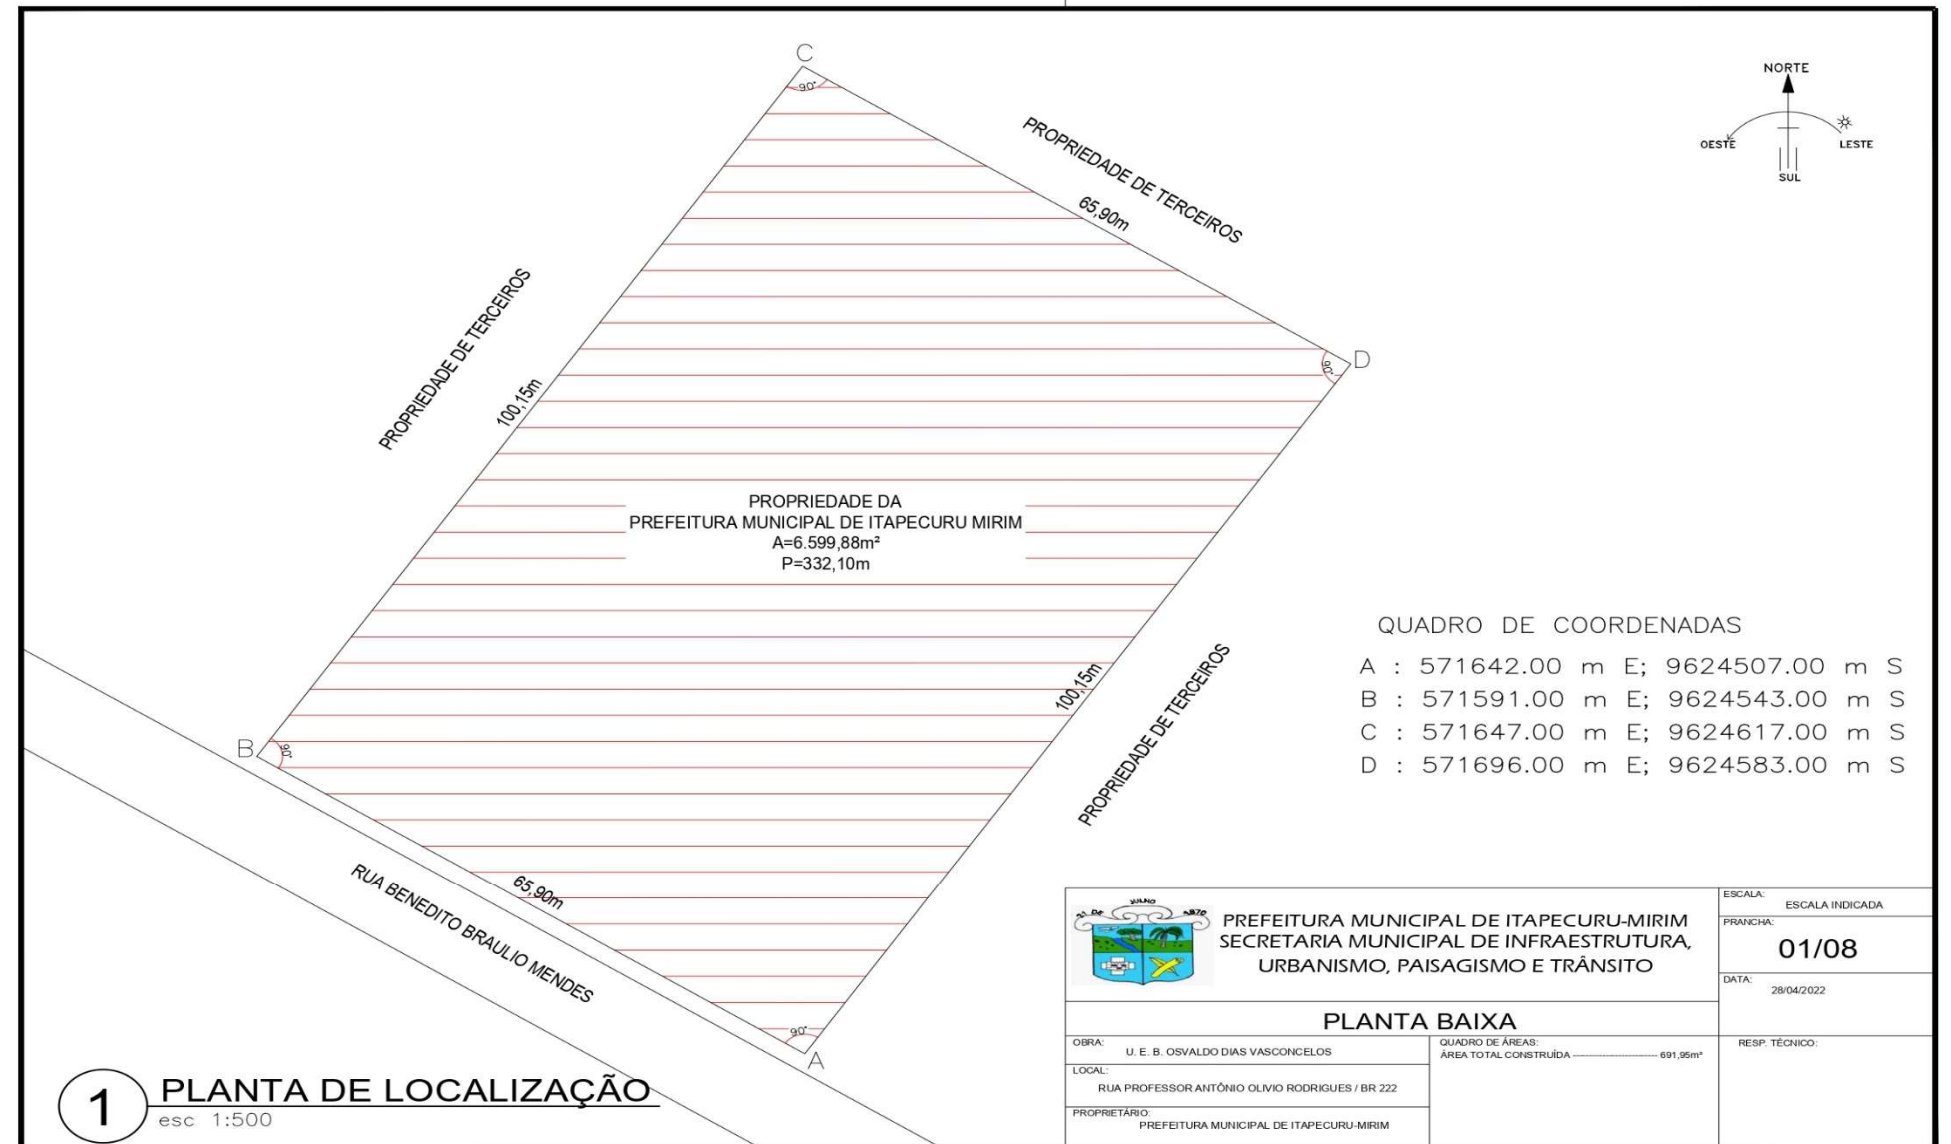 C
90°
NORTE
OESTE
LESTE
SUL
PROPRIEDADE DE TERCEIROS
65,90m
PROPRIEDADE DE TERCEIROS
100,15m
D
90°
PROPRIEDADE DA
PREFEITURA MUNICIPAL DE ITAPECURU MIRIM
A=6.599,88m²
P=332,10m
QUADRO DE COORDENADAS
A : 571642.00 m E; 9624507.00 m S
B : 571591.00 m E; 9624543.00 m S
C : 571647.00 m E; 9624617.00 m S
D : 571696.00 m E; 9624583.00 m S
100,15m
PROPRIEDADE DE TERCEIROS
B
90°
65,90m
RUA BENEDITO BRAULIO MENDES
90°
A
1
PLANTA DE LOCALIZAÇÃO
esc 1:500
21 DE JULHO 1870
PREFEITURA MUNICIPAL DE ITAPECURU-MIRIM
SECRETARIA MUNICIPAL DE INFRAESTRUTURA,
URBANISMO, PAISAGISMO E TRÂNSITO
ESCALA:
ESCALA INDICADA
PRANCHA:
01/08
DATA:
28/04/2022
PLANTA BAIXA
OBRA:
U. E. B. OSVALDO DIAS VASCONCELOS
QUADRO DE ÁREAS:
ÁREA TOTAL CONSTRUÍDA ---------------------------- 691,95m²
RESP. TÉCNICO:
LOCAL:
RUA PROFESSOR ANTÔNIO OLIVIO RODRIGUES / BR 222
PROPRIETÁRIO:
PREFEITURA MUNICIPAL DE ITAPECURU-MIRIM